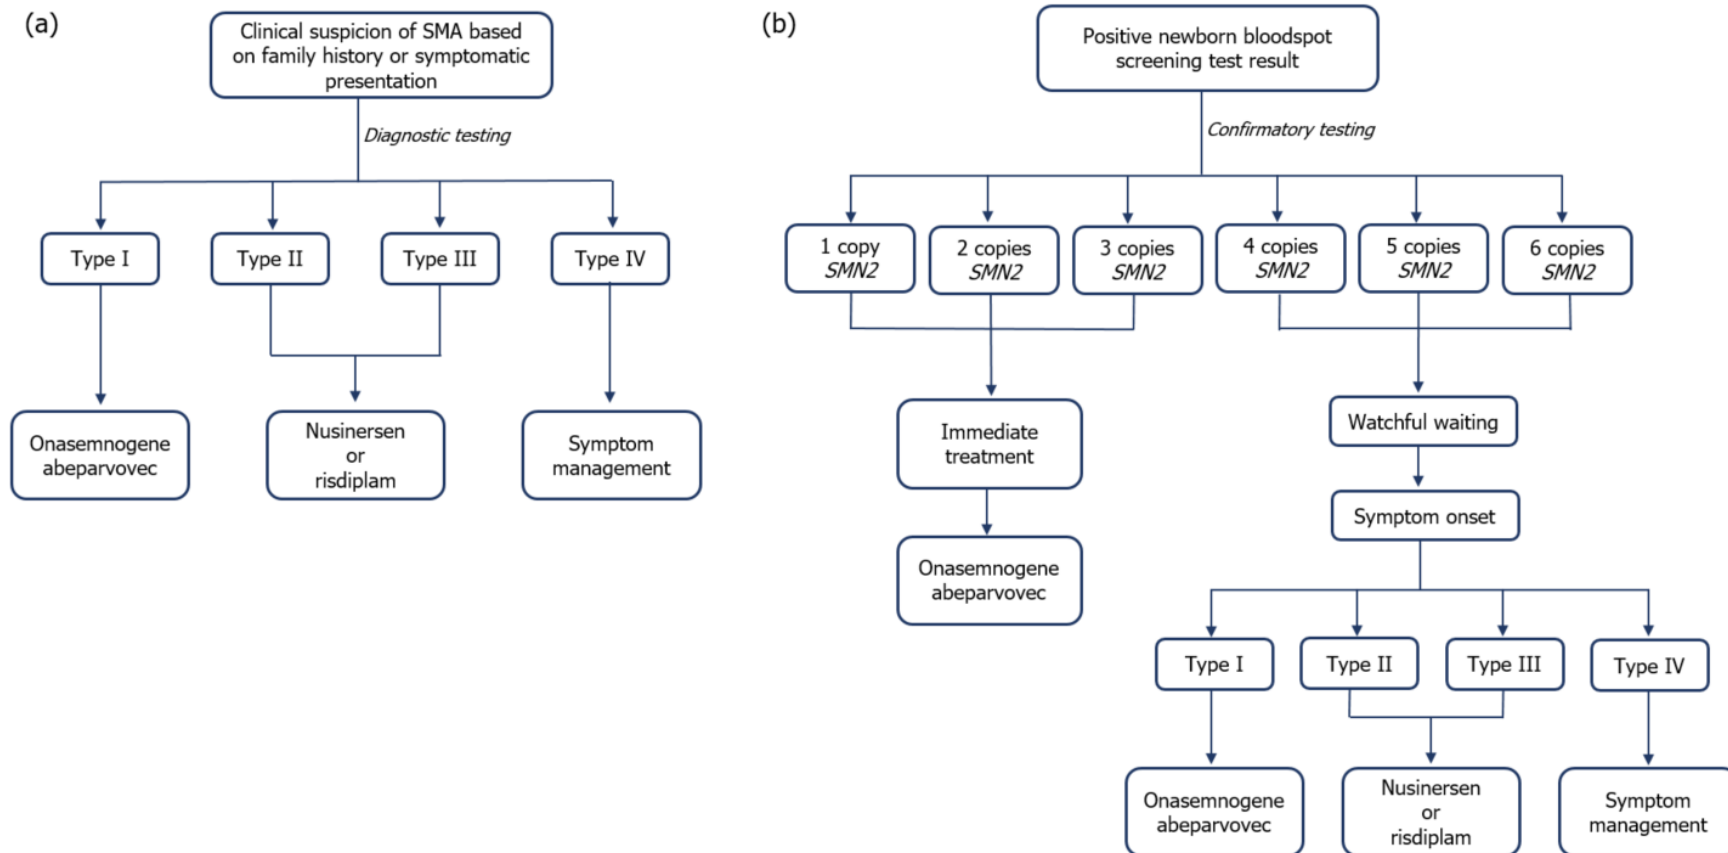 (a)
Clinical suspicion of SMA based
on family history or symptomatic
presentation
Diagnostic testing
Type I
Type II
Type III
Type IV
Onasemnogene
abeparvovec
Nusinersen
or
risdiplam
Symptom
management
(b)
Positive newborn bloodspot
screening test result
Confirmatory testing
1 copy
SMN2
2 copies
SMN2
3 copies
SMN2
4 copies
SMN2
5 copies
SMN2
6 copies
SMN2
Immediate
treatment
Onasemnogene
abeparvovec
Watchful waiting
Symptom onset
Type I
Type II
Type III
Type IV
Onasemnogene
abeparvovec
Nusinersen
or
risdiplam
Symptom
management